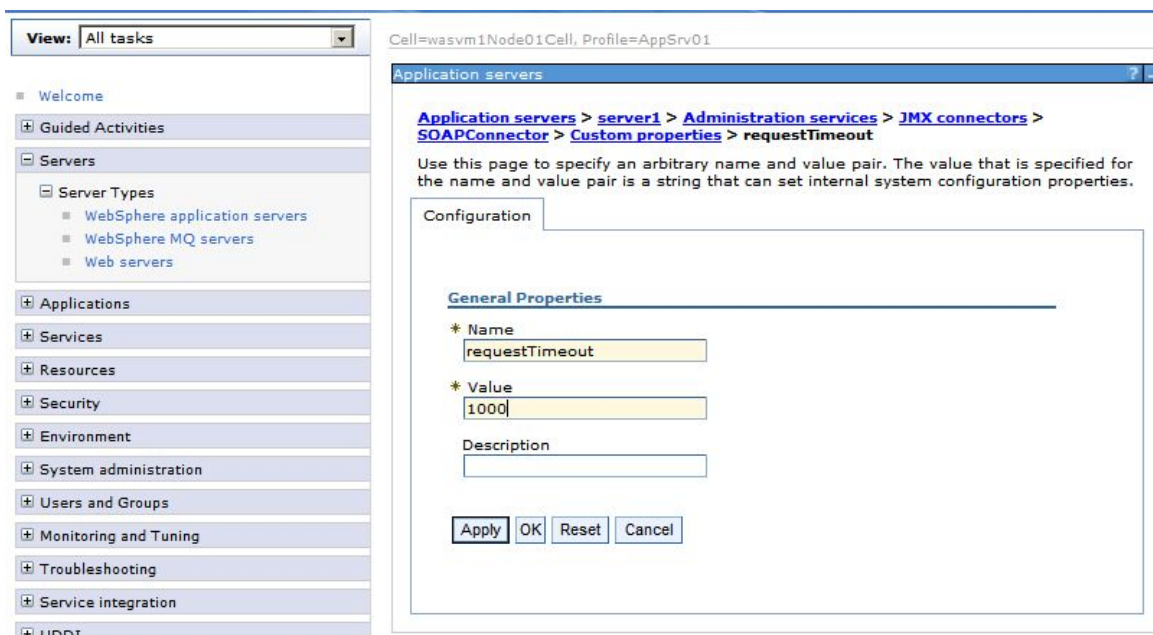 View: All tasks
Cell=wasvm1Node01Cell, Profile=AppSrv01
Welcome
Guided Activities
Servers
Server Types
WebSphere application servers
WebSphere MQ servers
Web servers
Applications
Services
Resources
Security
Environment
System administration
Users and Groups
Monitoring and Tuning
Troubleshooting
Service integration
UDDI
Application servers ? -
Application servers > server1 > Administration services > JMX connectors >
SOAPConnector > Custom properties > requestTimeout
Use this page to specify an arbitrary name and value pair. The value that is specified for
the name and value pair is a string that can set internal system configuration properties.
Configuration
General Properties
* Name
requestTimeout
* Value
1000
Description
Apply OK Reset Cancel